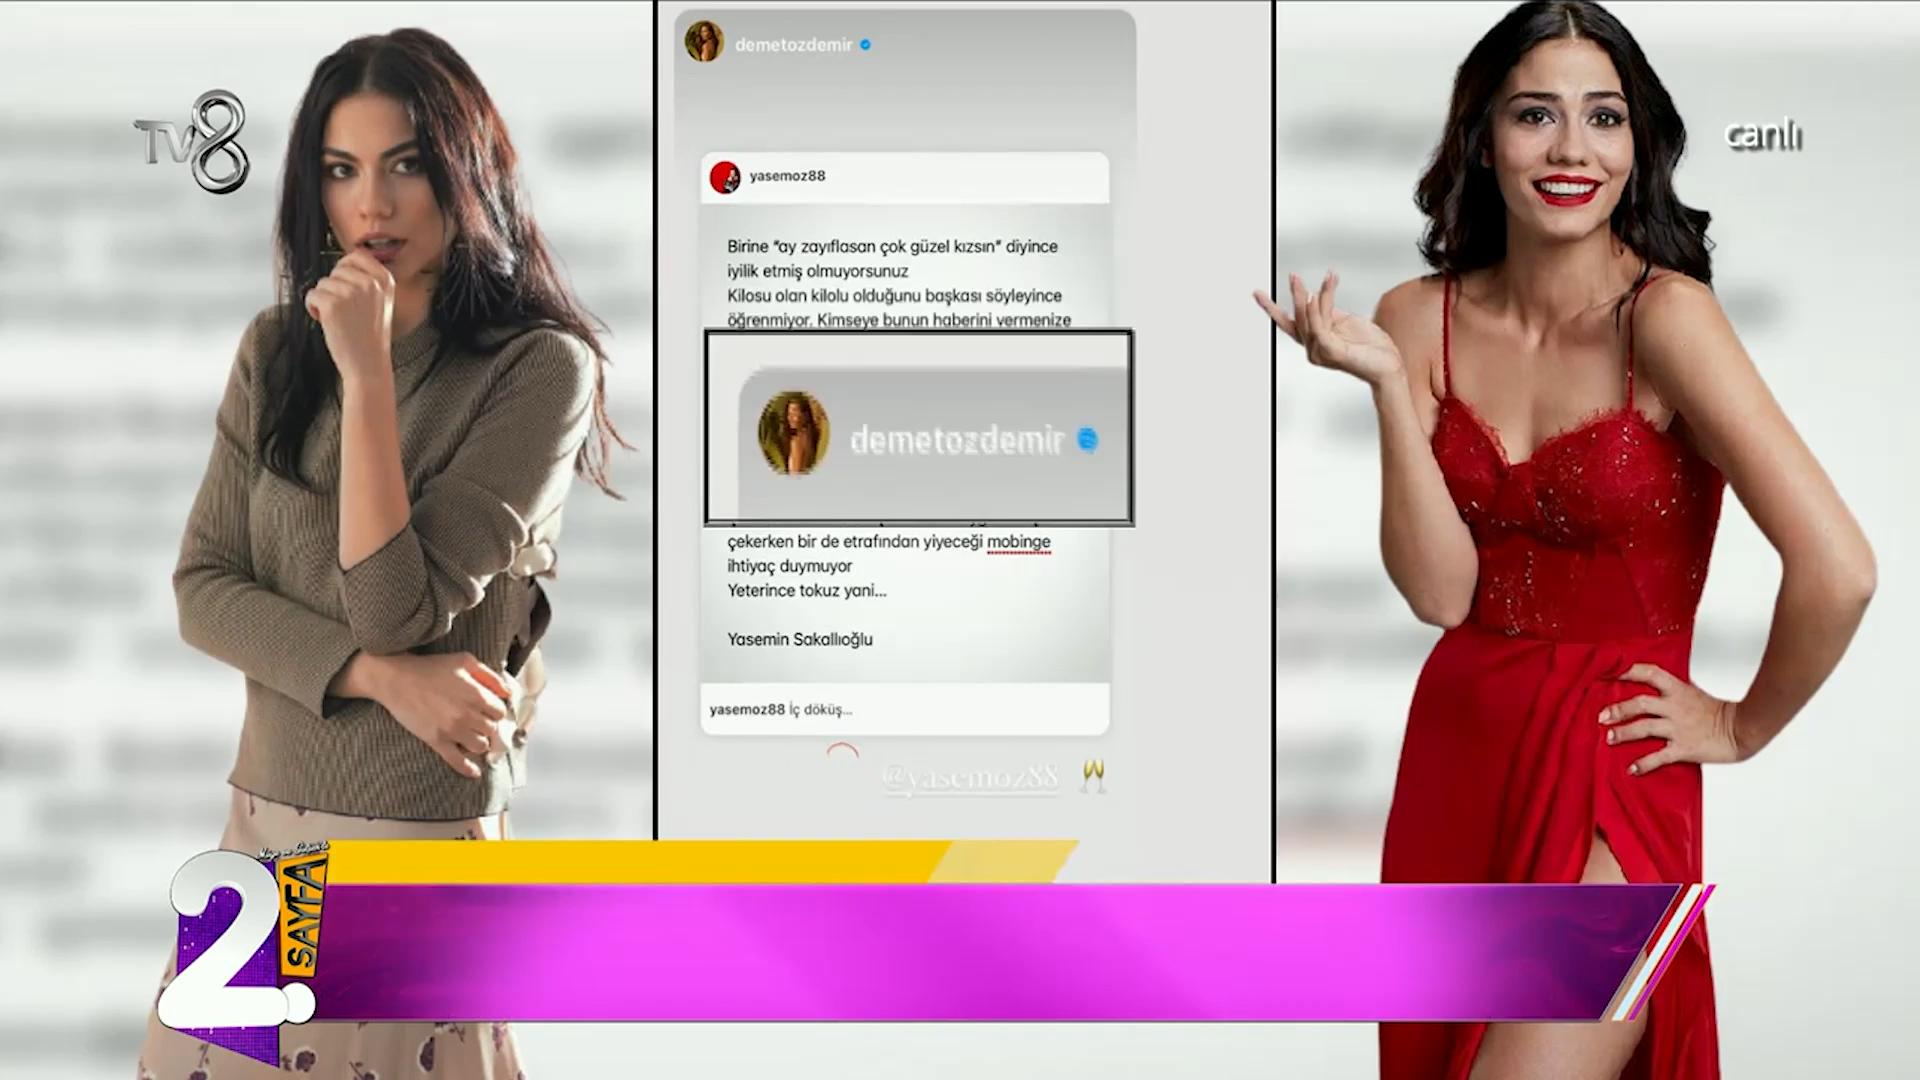 TV8
canlı
demetozdemir
yasemoz88
Birine “ay zayıflasan çok güzel kızsın” diyince
iyilik etmiş olmuyorsunuz
Kilosu olan kilolu olduğunu başkası söyleyince
öğrenmiyor. Kimseye bunun haberini vermenize
demetozdemir
çekerken bir de etrafından yiyeceği mobinge
ihtiyaç duymuyor
Yeterince tokuz yani...
Yasemin Sakallıoğlu
yasemoz88 İç döküş...
@yasemoz88
2.
SAYFA